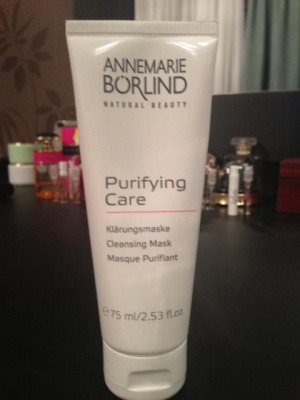 ANNEMARIE
BÖRLIND
NATURAL BEAUTY
Purifying
Care
Klärungsmaske
Cleansing Mask
Masque Purifiant
℮75 ml/2.53 fl.oz.